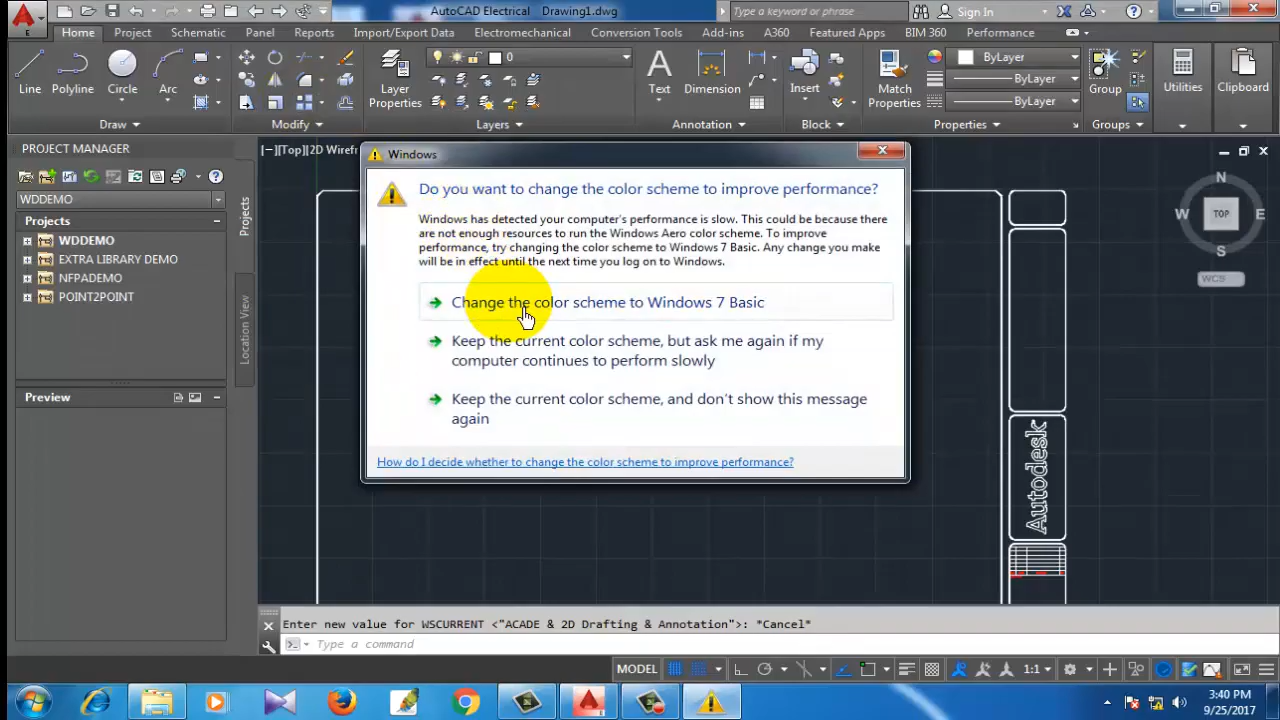 AutoCAD Electrical Drawing1.dwg
Type a keyword or phrase
Sign In
Home Project Schematic Panel Reports Import/Export Data Electromechanical Conversion Tools Add-ins A360 Featured Apps BIM 360 Performance
Line Polyline Circle Arc
Layer Properties
0
Text Dimension
Insert
Match Properties
ByLayer
ByLayer
ByLayer
Group
Utilities
Clipboard
Draw Modify Layers Annotation Block Properties Groups
PROJECT MANAGER
WDDEMO
Projects
WDDEMO
EXTRA LIBRARY DEMO
NFPADEMO
POINT2POINT
Preview
Projects
Location View
[−][Top][2D Wirefr
Windows
Do you want to change the color scheme to improve performance?
Windows has detected your computer's performance is slow. This could be because there
are not enough resources to run the Windows Aero color scheme. To improve
performance, try changing the color scheme to Windows 7 Basic. Any change you make
will be in effect until the next time you log on to Windows.
Change the color scheme to Windows 7 Basic
Keep the current color scheme, but ask me again if my
computer continues to perform slowly
Keep the current color scheme, and don't show this message
again
How do I decide whether to change the color scheme to improve performance?
N
W TOP E
S
WCS
Autodesk
Enter new value for WSCURRENT <"ACADE & 2D Drafting & Annotation">: *Cancel*
Type a command
MODEL
1:1
3:40 PM
9/25/2017